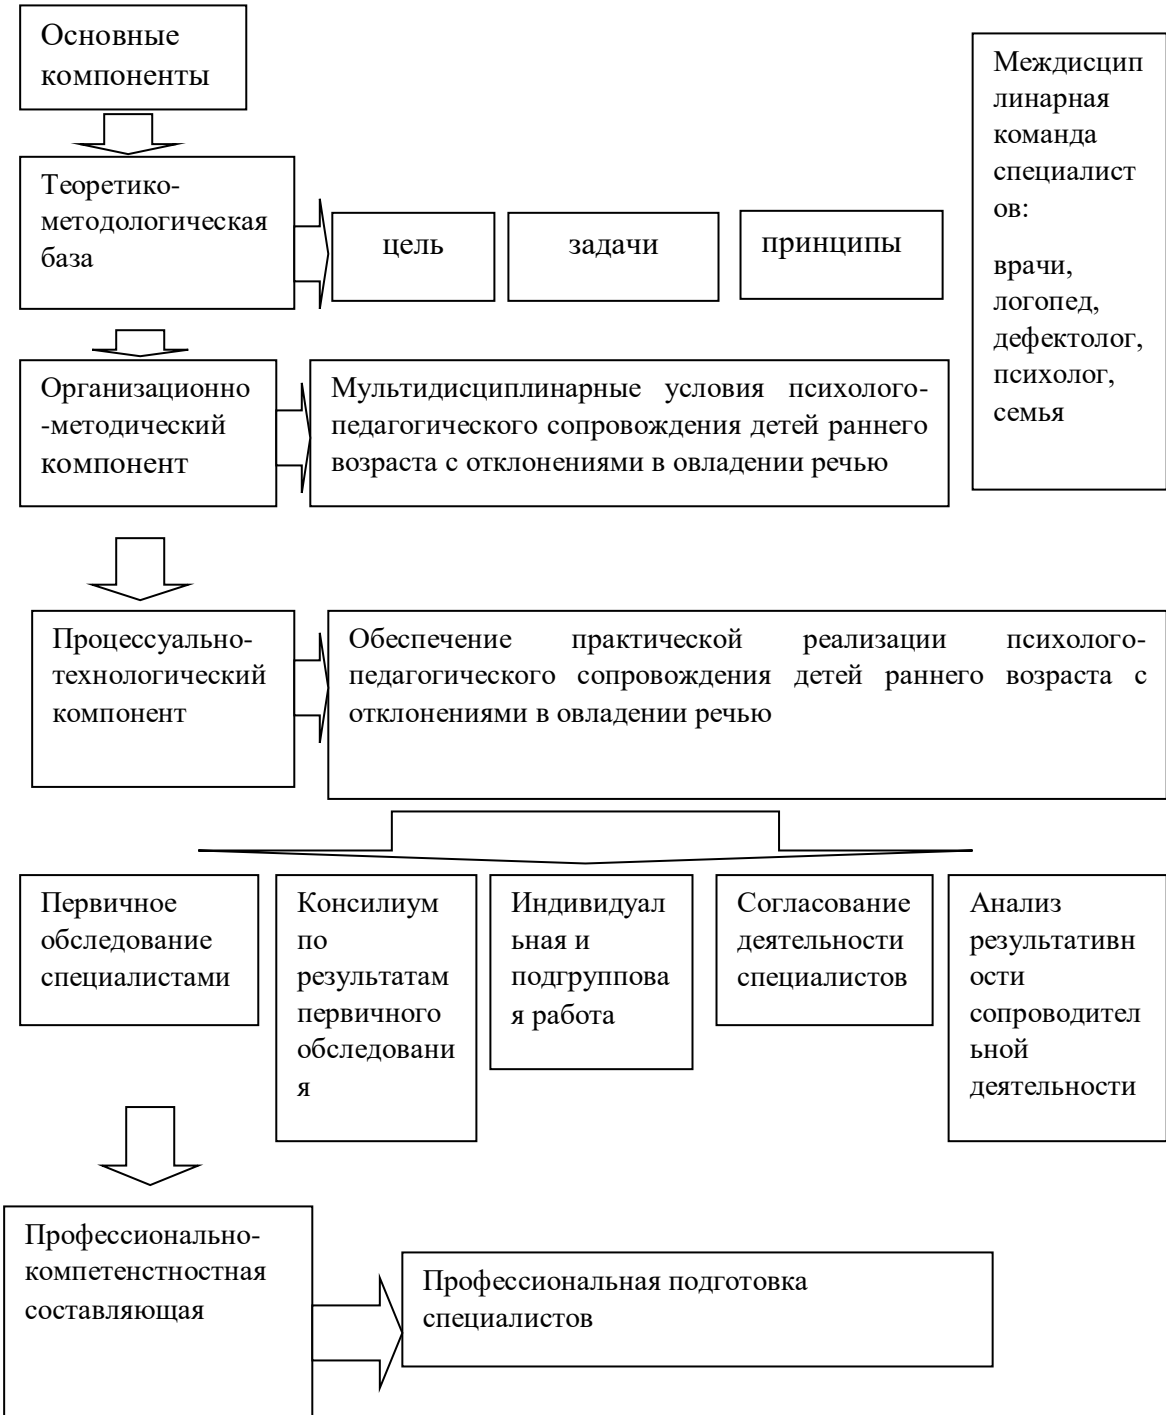 Основные
компоненты
Междисцип
линарная
команда
специалист
ов:
врачи,
логопед,
дефектолог,
психолог,
семья
Теоретико-
методологическая
база
цель
задачи
принципы
Организационно
-методический
компонент
Мультидисциплинарные условия психолого-
педагогического сопровождения детей раннего
возраста с отклонениями в овладении речью
Процессуально-
технологический
компонент
Обеспечение практической реализации психолого-
педагогического сопровождения детей раннего возраста с
отклонениями в овладении речью
Первичное
обследование
специалистами
Консилиум
по
результатам
первичного
обследовани
я
Индивидуал
ьная и
подгруппова
я работа
Согласование
деятельности
специалистов
Анализ
результативн
ости
сопроводител
ьной
деятельности
Профессионально-
компетенстностная
составляющая
Профессиональная подготовка
специалистов